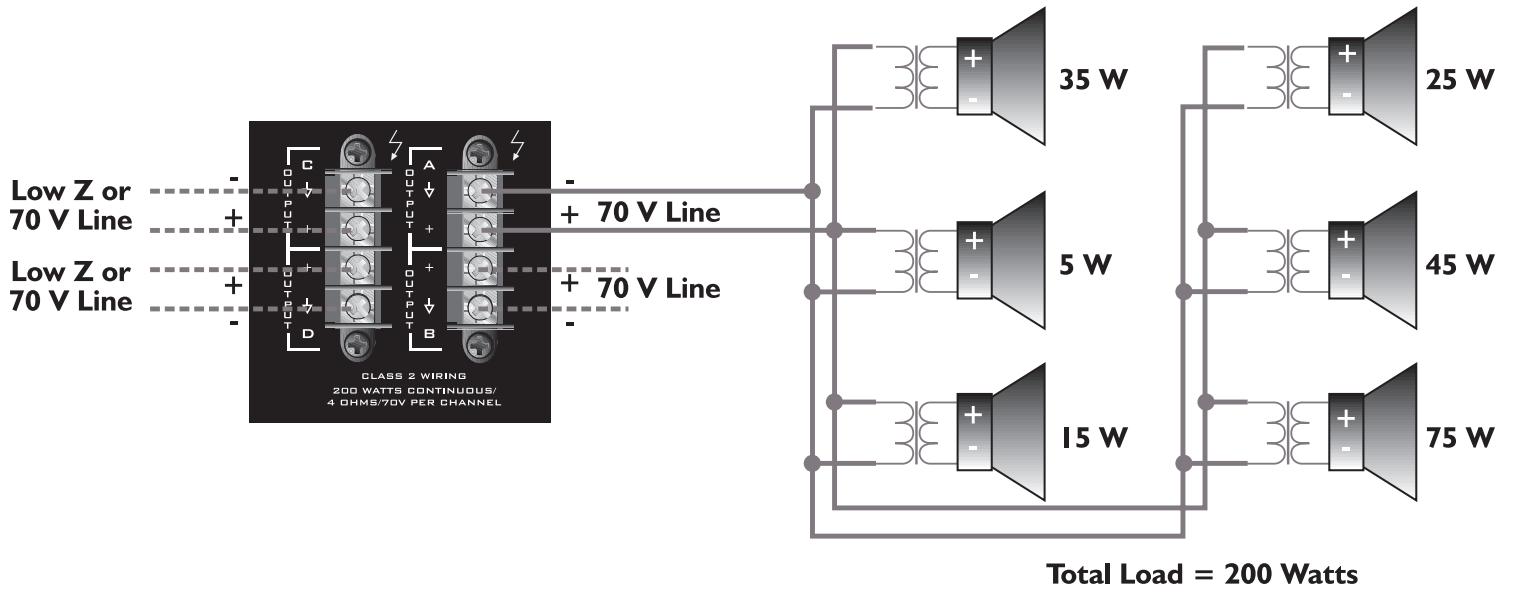 Low Z or
70 V Line
-
+
Low Z or
70 V Line
+
-
C
OUTPUT
+
+
OUTPUT
D
A
OUTPUT
+
+
OUTPUT
B
CLASS 2 WIRING
200 WATTS CONTINUOUS/
4 OHMS/70V PER CHANNEL
-
+
70 V Line
+
70 V Line
-
+
-
35 W
+
-
25 W
+
-
5 W
+
-
45 W
+
-
15 W
+
-
75 W
Total Load = 200 Watts